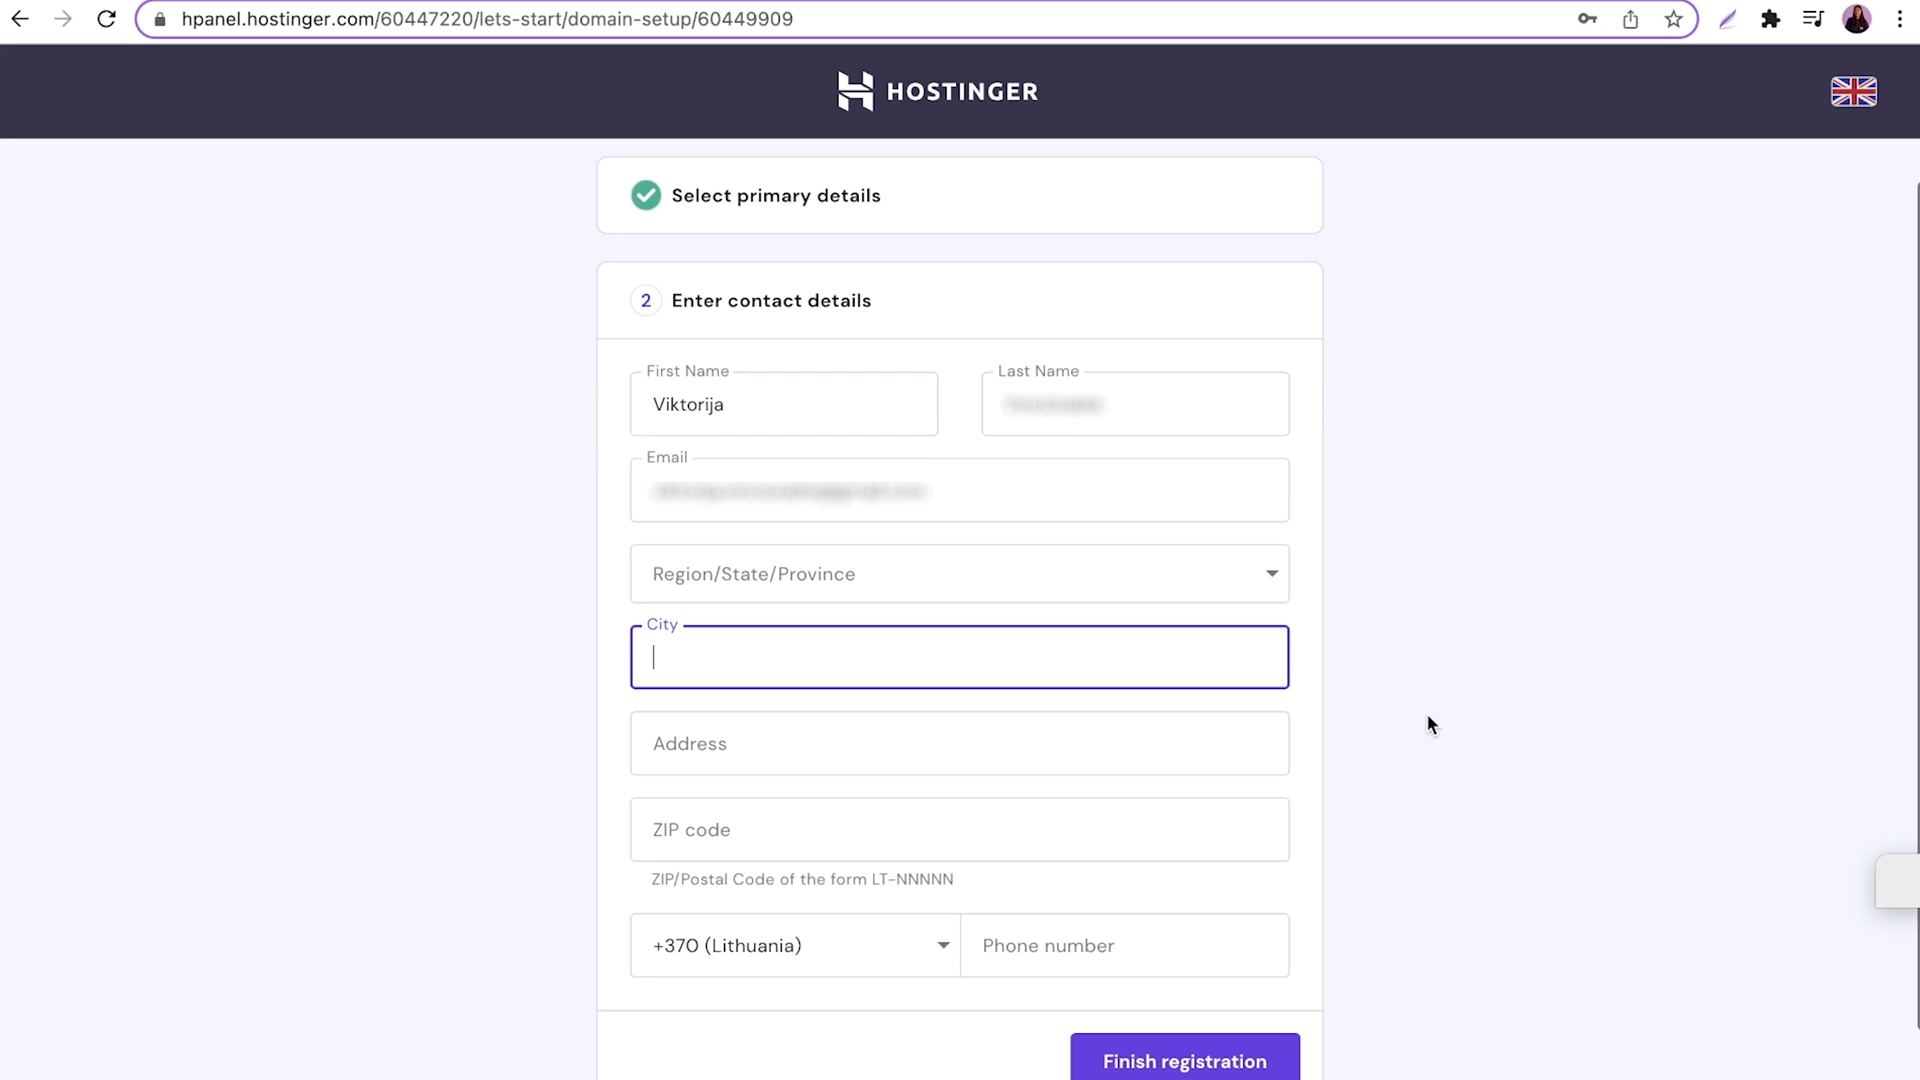 hpanel.hostinger.com/60447220/lets-start/domain-setup/60449909
HOSTINGER
Select primary details
2 Enter contact details
First Name
Last Name
Viktorija
Email
Region/State/Province
City
Address
ZIP code
ZIP/Postal Code of the form LT-NNNNN
+370 (Lithuania)
Phone number
Finish registration